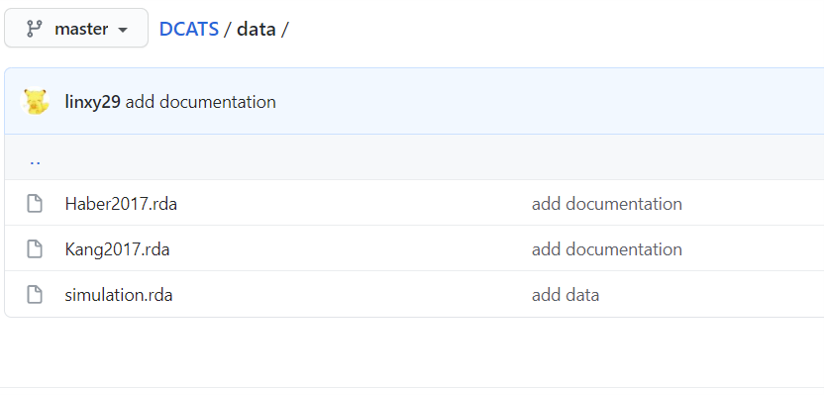 master DCATS / data /
linxy29 add documentation
..
Haber2017.rda add documentation
Kang2017.rda add documentation
simulation.rda add data